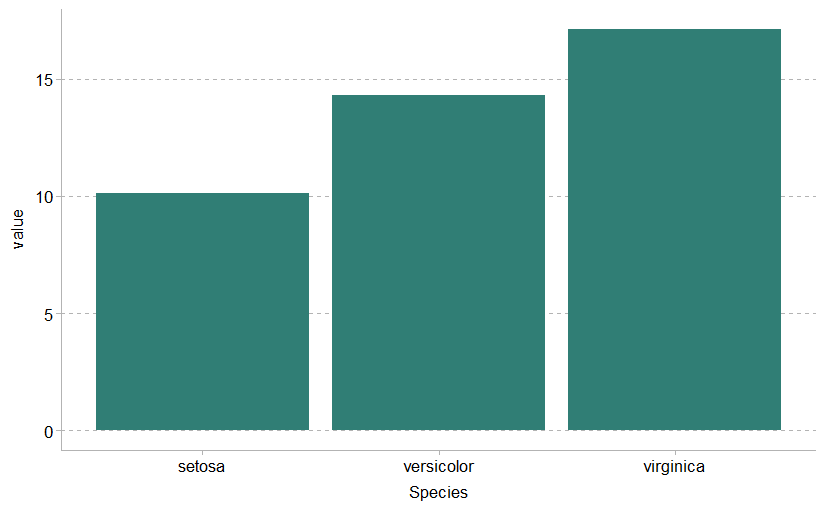 value
15
10
5
0
setosa
versicolor
virginica
Species